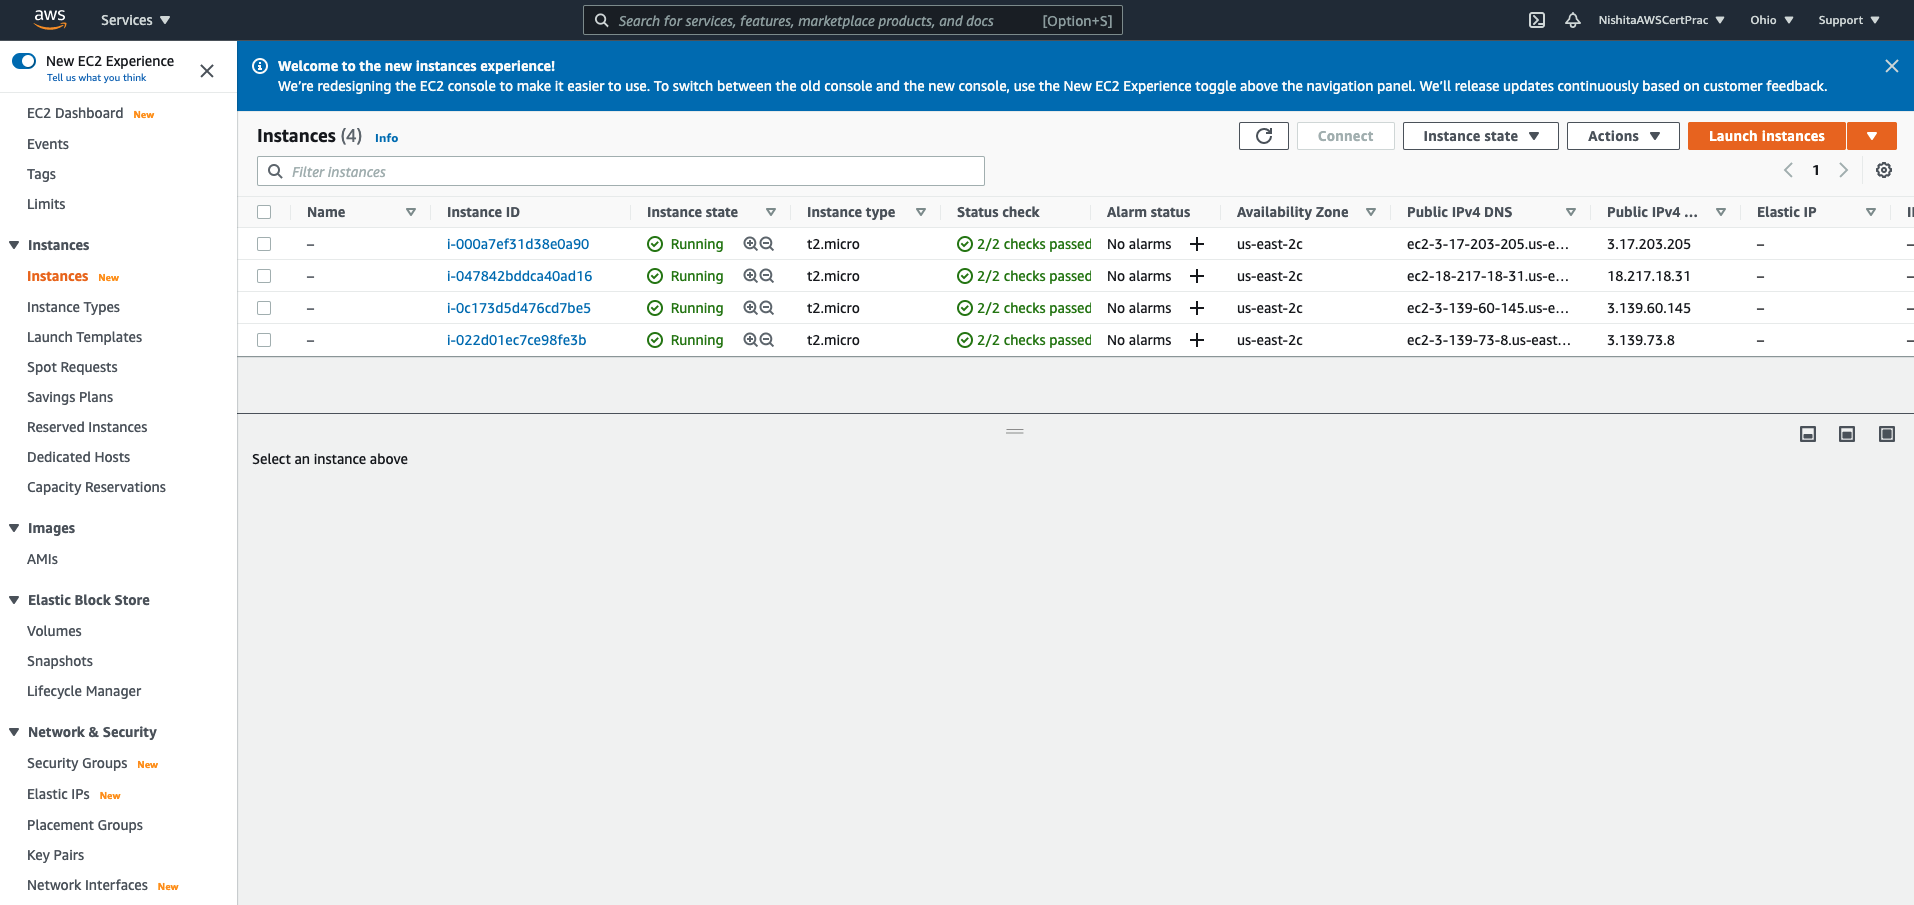 aws Services Search for services, features, marketplace products, and docs [Option+S] NishitaAWSCertPrac Ohio Support
New EC2 Experience
Tell us what you think
EC2 Dashboard New
Events
Tags
Limits
Instances
Instances New
Instance Types
Launch Templates
Spot Requests
Savings Plans
Reserved Instances
Dedicated Hosts
Capacity Reservations
Images
AMIs
Elastic Block Store
Volumes
Snapshots
Lifecycle Manager
Network & Security
Security Groups New
Elastic IPs New
Placement Groups
Key Pairs
Network Interfaces New
Welcome to the new instances experience!
We're redesigning the EC2 console to make it easier to use. To switch between the old console and the new console, use the New EC2 Experience toggle above the navigation panel. We'll release updates continuously based on customer feedback.
Instances (4) Info Connect Instance state Actions Launch instances
Filter instances 1
Name Instance ID Instance state Instance type Status check Alarm status Availability Zone Public IPv4 DNS Public IPv4 ... Elastic IP
– i-000a7ef31d38e0a90 Running t2.micro 2/2 checks passed No alarms + us-east-2c ec2-3-17-203-205.us-e... 3.17.203.205 – –
– i-047842bddca40ad16 Running t2.micro 2/2 checks passed No alarms + us-east-2c ec2-18-217-18-31.us-e... 18.217.18.31 – –
– i-0c173d5d476cd7be5 Running t2.micro 2/2 checks passed No alarms + us-east-2c ec2-3-139-60-145.us-e... 3.139.60.145 – –
– i-022d01ec7ce98fe3b Running t2.micro 2/2 checks passed No alarms + us-east-2c ec2-3-139-73-8.us-east... 3.139.73.8 – –
Select an instance above